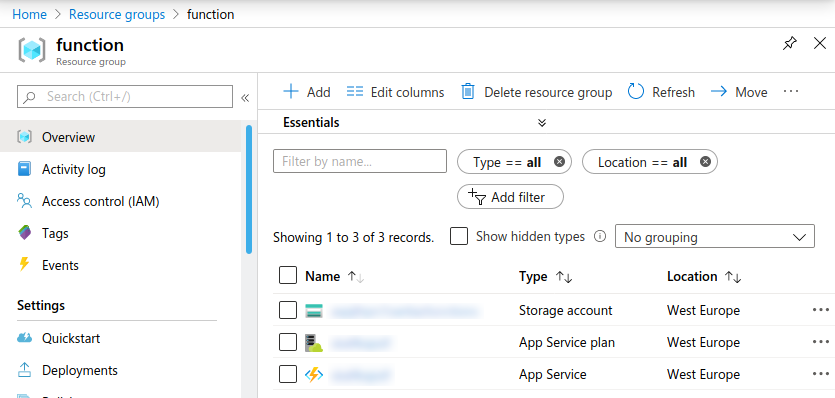 Home > Resource groups > function
function
Resource group
Search (Ctrl+/)
Overview
Activity log
Access control (IAM)
Tags
Events
Settings
Quickstart
Deployments
Add Edit columns Delete resource group Refresh Move
Essentials
Filter by name...
Type == all
Location == all
Add filter
Showing 1 to 3 of 3 records.
Show hidden types
No grouping
Name Type Location
Storage account West Europe
App Service plan West Europe
App Service West Europe